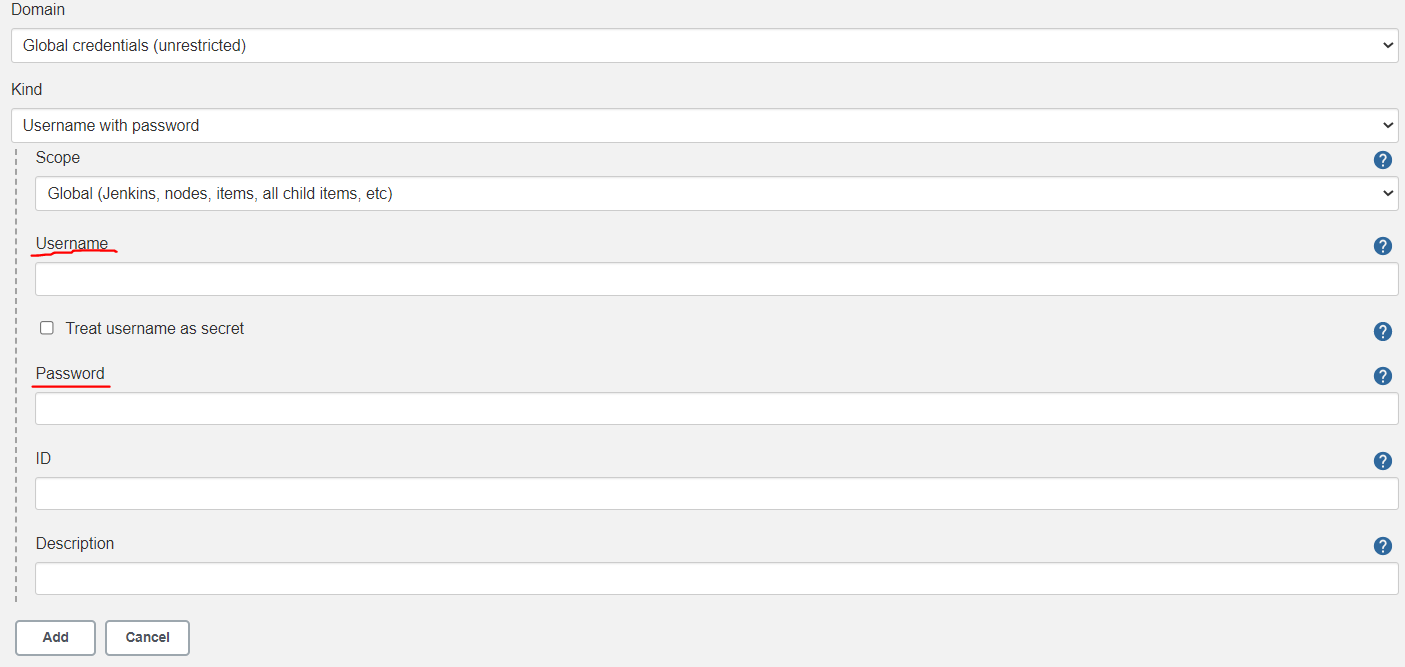 Domain
Global credentials (unrestricted)
Kind
Username with password
Scope
?
Global (Jenkins, nodes, items, all child items, etc)
Username
?
Treat username as secret
?
Password
?
ID
?
Description
?
Add Cancel